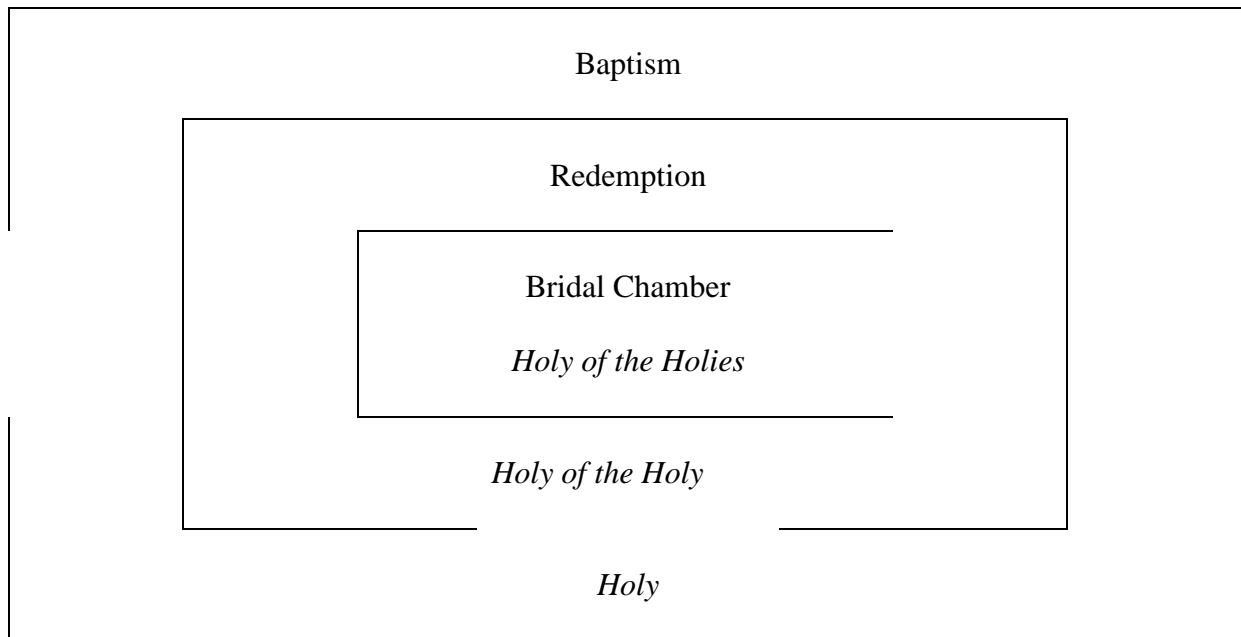 Baptism
Redemption
Bridal Chamber
Holy of the Holies
Holy of the Holy
Holy